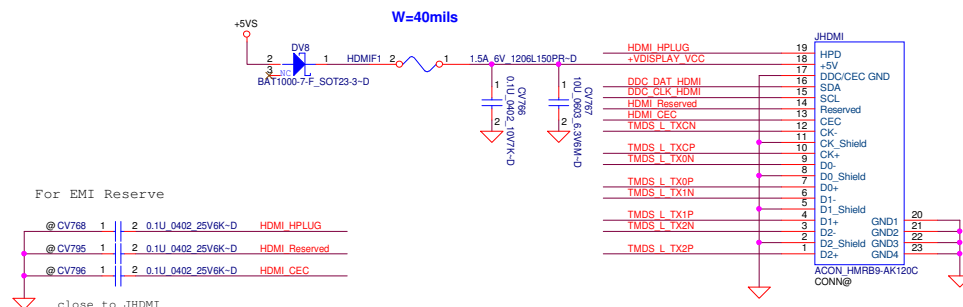 W=40mils
+5VS
DV8
2
3
NC
1
BAT1000-7-F_SOT23-3~D
HDMIF1
2
1
1.5A_6V_1206L150PR~D
+VDISPLAY_VCC
1
2
CV766
0.1U_0402_10V7K~D
1
2
CV767
10U_0603_6.3V6M~D
JHDMI
HDMI_HPLUG 19 HPD
18 +5V
17 DDC/CEC GND
DDC_DAT_HDMI 16 SDA
DDC_CLK_HDMI 15 SCL
HDMI_Reserved 14 Reserved
HDMI_CEC 13 CEC
TMDS_L_TXCN 12 CK-
11 CK_Shield
TMDS_L_TXCP 10 CK+
TMDS_L_TX0N 9 D0-
8 D0_Shield
TMDS_L_TX0P 7 D0+
TMDS_L_TX1N 6 D1-
5 D1_Shield
TMDS_L_TX1P 4 D1+ GND1 20
TMDS_L_TX2N 3 D2- GND2 21
2 D2_Shield GND3 22
TMDS_L_TX2P 1 D2+ GND4 23
ACON_HMRB9-AK120C
CONN@
For EMI Reserve
@ CV768 1 2 0.1U_0402_25V6K~D HDMI_HPLUG
@ CV795 1 2 0.1U_0402_25V6K~D HDMI_Reserved
@ CV796 1 2 0.1U_0402_25V6K~D HDMI_CEC
close to JHDMI